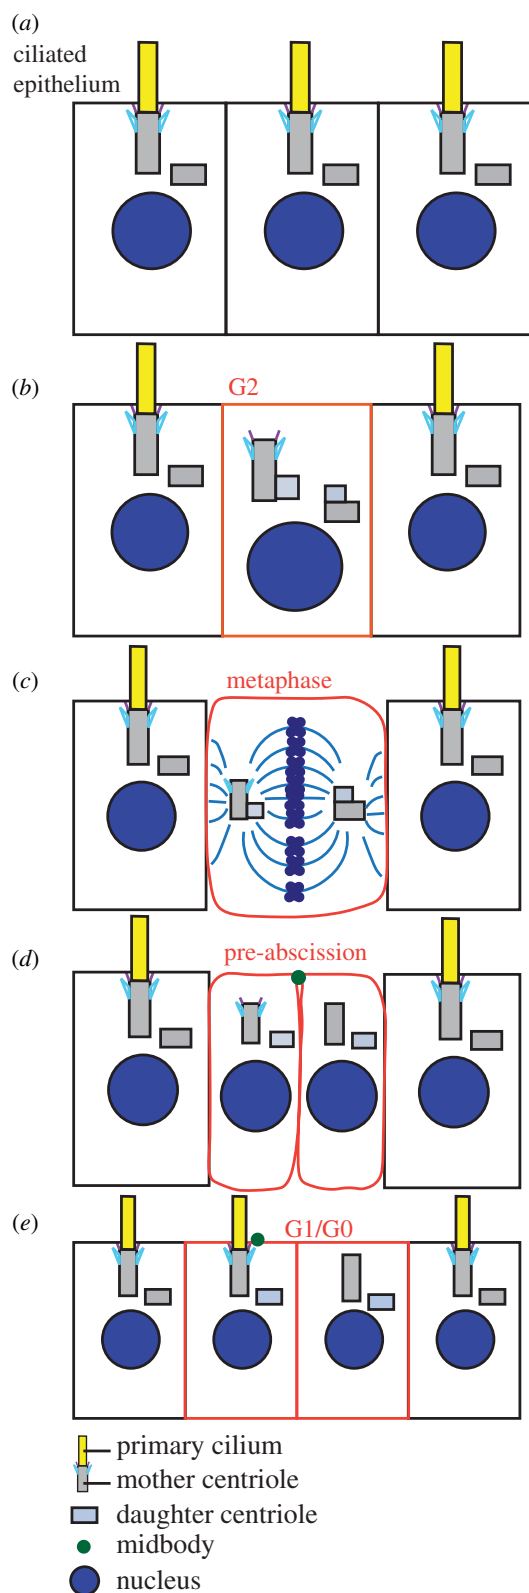 (a)
ciliated
epithelium
(b)
G2
(c)
metaphase
(d)
pre-abscission
(e)
G1/G0
primary cilium
mother centriole
daughter centriole
midbody
nucleus